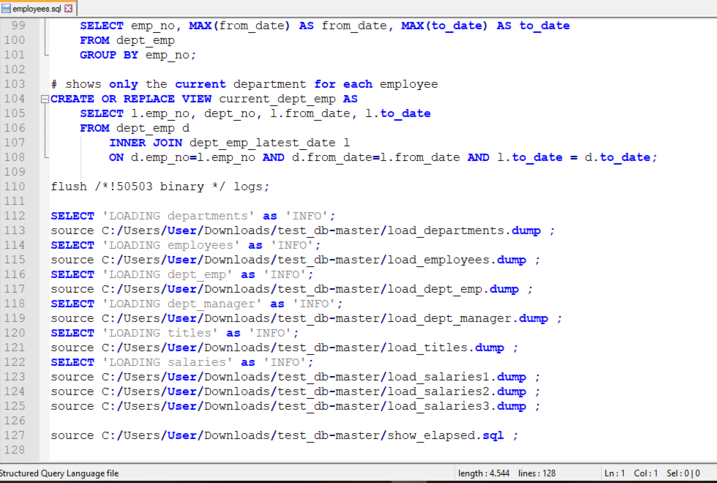 employees.sql
99 SELECT emp_no, MAX(from_date) AS from_date, MAX(to_date) AS to_date
100 FROM dept_emp
101 GROUP BY emp_no;
102
103 # shows only the current department for each employee
104 CREATE OR REPLACE VIEW current_dept_emp AS
105 SELECT l.emp_no, dept_no, l.from_date, l.to_date
106 FROM dept_emp d
107 INNER JOIN dept_emp_latest_date l
108 ON d.emp_no=l.emp_no AND d.from_date=l.from_date AND l.to_date = d.to_date;
109
110 flush /*!50503 binary */ logs;
111
112 SELECT 'LOADING departments' as 'INFO';
113 source C:/Users/User/Downloads/test_db-master/load_departments.dump ;
114 SELECT 'LOADING employees' as 'INFO';
115 source C:/Users/User/Downloads/test_db-master/load_employees.dump ;
116 SELECT 'LOADING dept_emp' as 'INFO';
117 source C:/Users/User/Downloads/test_db-master/load_dept_emp.dump ;
118 SELECT 'LOADING dept_manager' as 'INFO';
119 source C:/Users/User/Downloads/test_db-master/load_dept_manager.dump ;
120 SELECT 'LOADING titles' as 'INFO';
121 source C:/Users/User/Downloads/test_db-master/load_titles.dump ;
122 SELECT 'LOADING salaries' as 'INFO';
123 source C:/Users/User/Downloads/test_db-master/load_salaries1.dump ;
124 source C:/Users/User/Downloads/test_db-master/load_salaries2.dump ;
125 source C:/Users/User/Downloads/test_db-master/load_salaries3.dump ;
126
127 source C:/Users/User/Downloads/test_db-master/show_elapsed.sql ;
128
Structured Query Language file length : 4.544 lines : 128 Ln : 1 Col : 1 Sel : 0 | 0